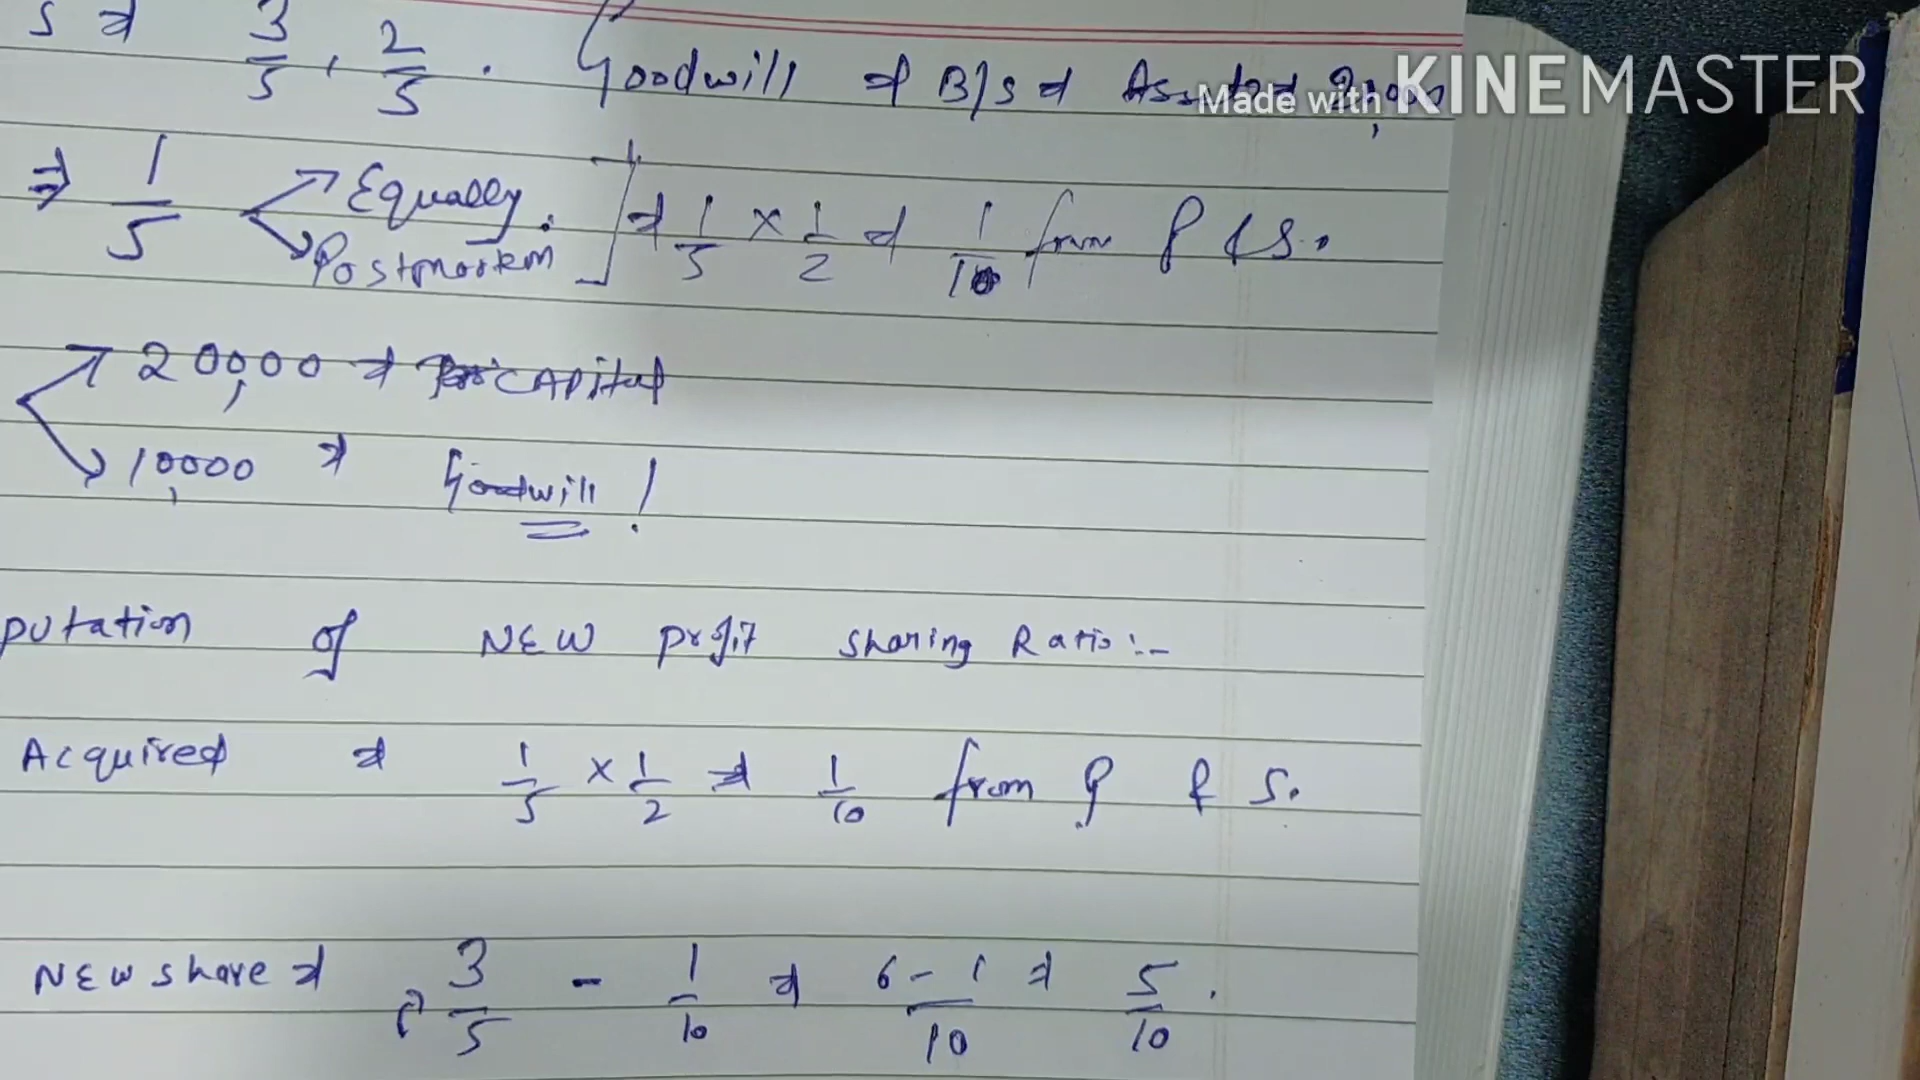 S ⇒ 3/5, 2/5. Goodwill ⇒ B/S ⇒
Made with KINEMASTER
⇒ 1/5 Equally. ⇒ 1/5 × 1/2 ⇒ 1/10 from P & S.
Postmortem
20,000 ⇒ Capital
10,000 ⇒ Goodwill!
putation of NEW profit sharing Ratio:-
Acquired ⇒ 1/5 × 1/2 ⇒ 1/10 from P & S.
NEW share ⇒ P 3/5 - 1/10 ⇒ 6-1/10 ⇒ 5/10.